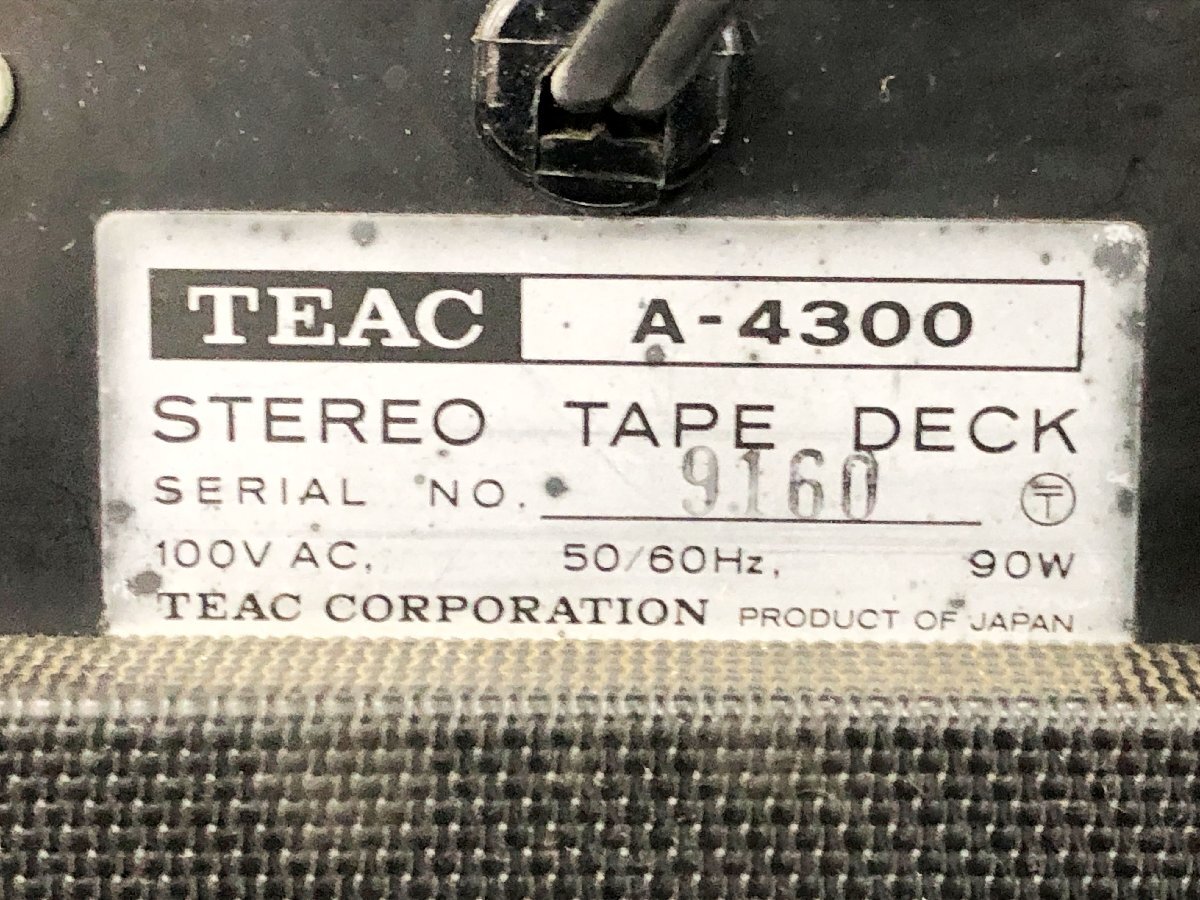 TEAC A-4300
STEREO TAPE DECK
SERIAL NO. 9160 〒
100V AC, 50/60Hz, 90W
TEAC CORPORATION PRODUCT OF JAPAN